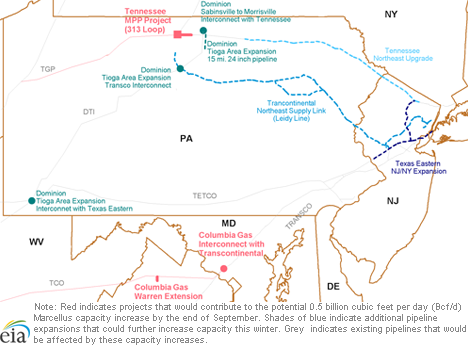 NY
Tennessee
MPP Project
(313 Loop)
Dominion
Sabinsville to Morrisville
Interconnect with Tennessee
Dominion
Tioga Area Expansion
15 mi. 24 inch pipeline
Tennessee
Northeast Upgrade
TGP
Dominion
Tioga Area Expansion
Transco Interconnect
DTI
Trancontinental
Northeast Supply Link
(Leidy Line)
PA
Texas Eastern
NJ/NY Expansion
Dominion
Tioga Area Expansion
Interconnet with Texas Eastern
TETCO
TRANSCO
NJ
MD
WV
Columbia Gas
Interconnect with
Transcontinental
TCO
Columbia Gas
Warren Extension
DE
Note: Red indicates projects that would contribute to the potential 0.5 billion cubic feet per day (Bcf/d)
Marcellus capacity increase by the end of September. Shades of blue indicate additional pipeline
expansions that could further increase capacity this winter. Grey indicates existing pipelines that would
be affected by these capacity increases.
eia